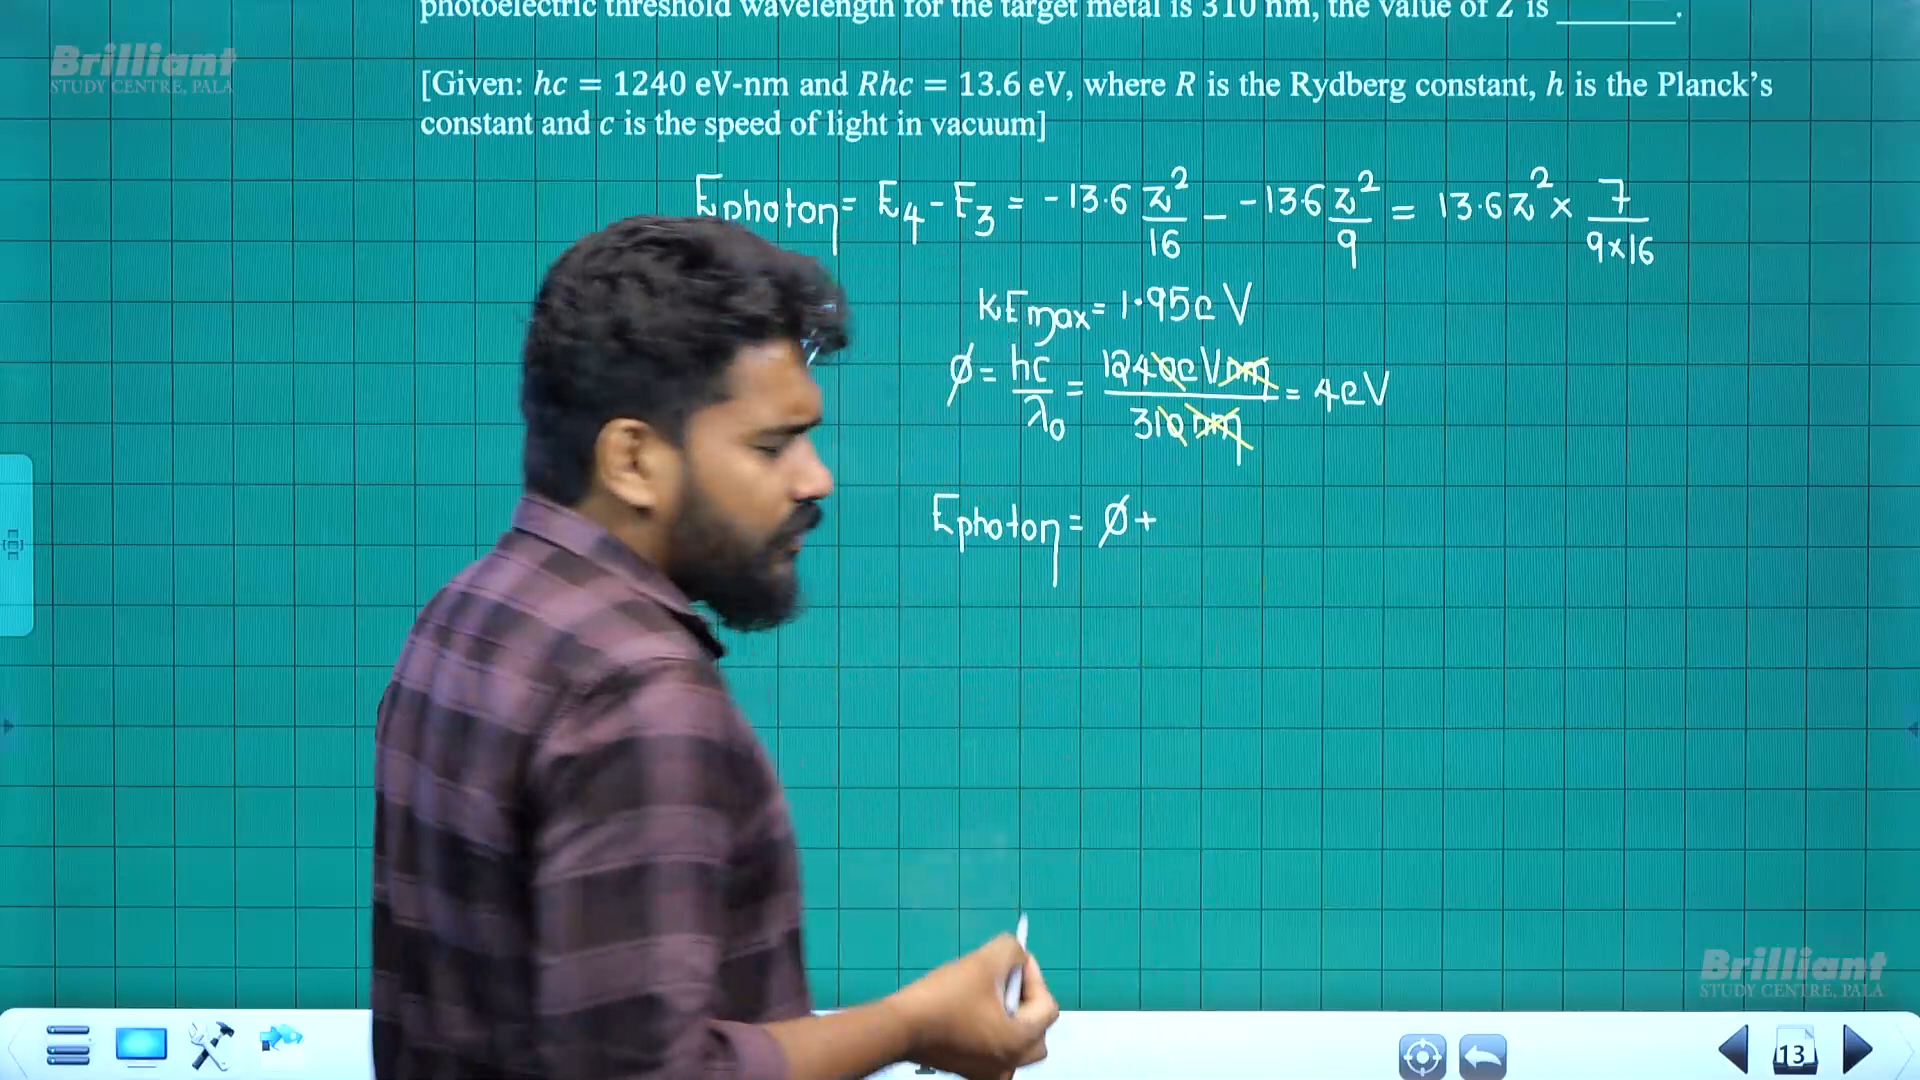 photoelectric threshold wavelength for the target metal is 310 nm, the value of Z is ________.
Brilliant
STUDY CENTRE, PALA
[Given: hc = 1240 eV-nm and Rhc = 13.6 eV, where R is the Rydberg constant, h is the Planck's
constant and c is the speed of light in vacuum]
Ephoton = E₄ - E₃ = -13.6 z²/16 - -13.6 z²/9 = 13.6 z² × 7/(9×16)
KEmax = 1.95eV
φ = hc/λ₀ = 1240eVnm/310nm = 4eV
Ephoton = φ+
Brilliant
STUDY CENTRE, PALA
13